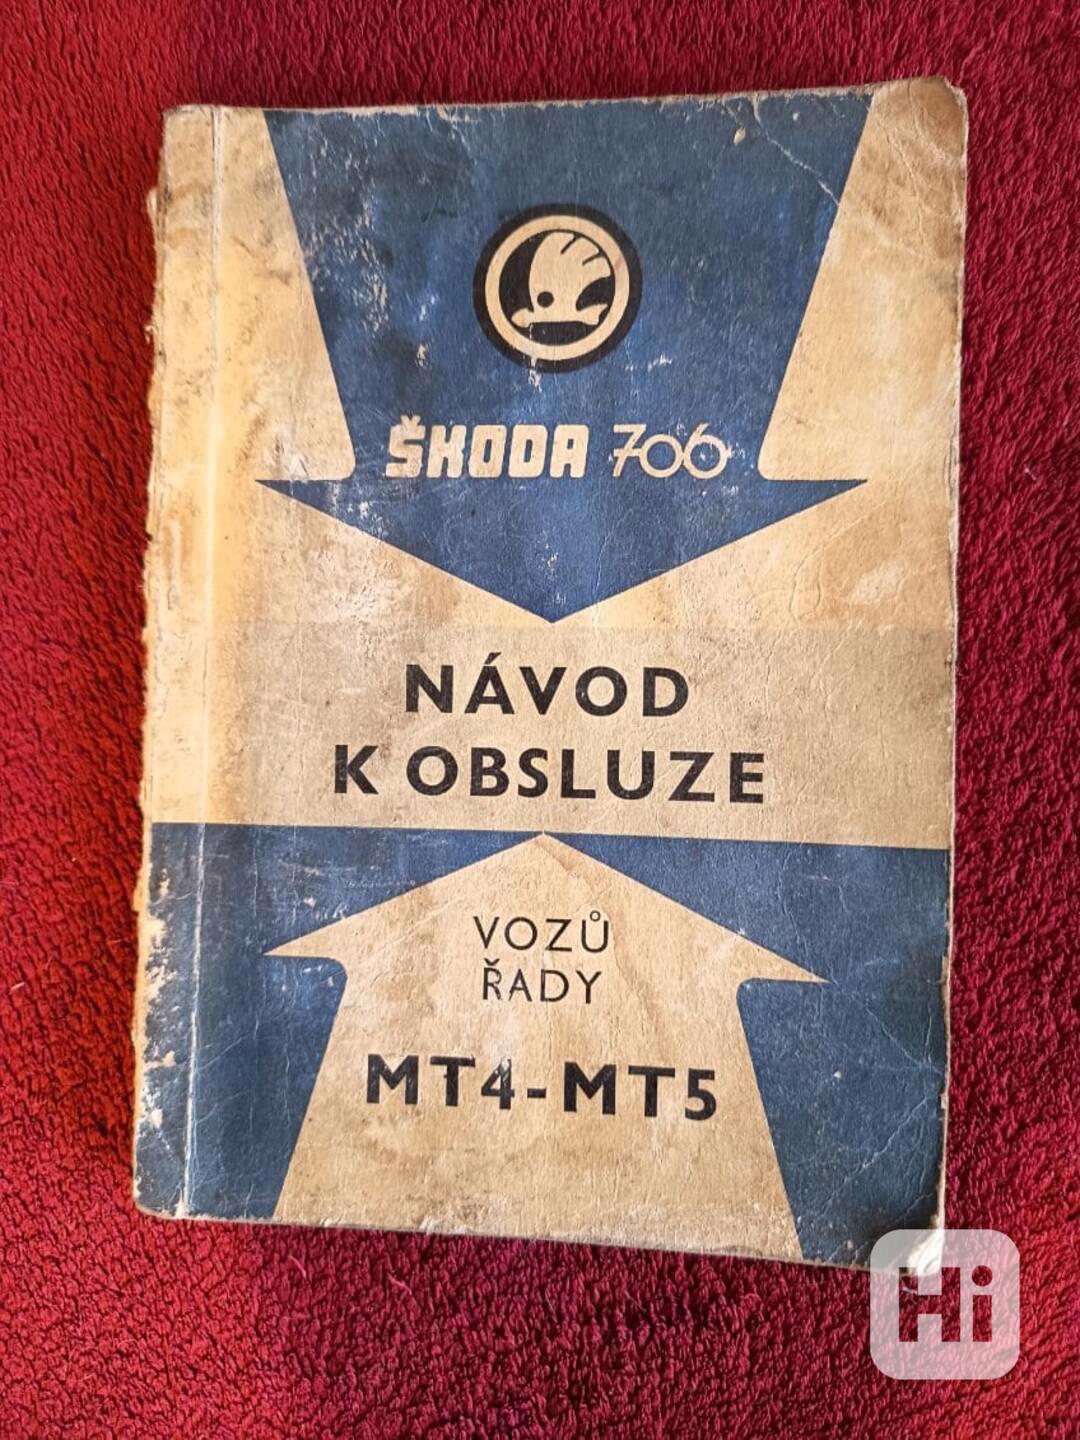 ŠKODA 706
NÁVOD
K OBSLUZE
VOZŮ
ŘADY
MT4-MT5
Hi